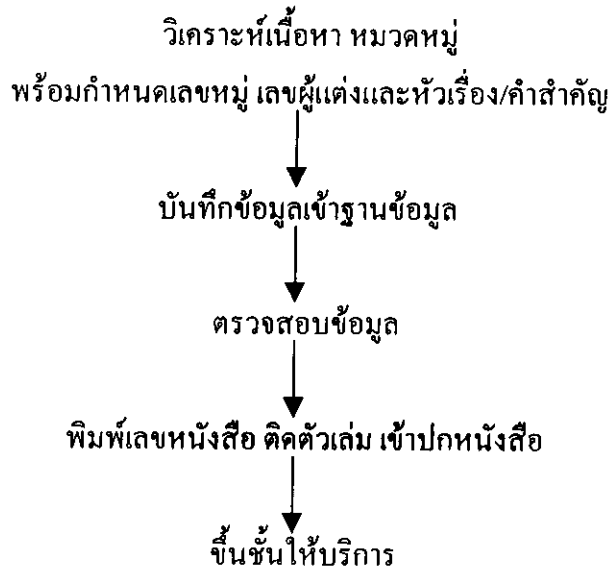 วิเคราะห์เนื้อหา หมวดหมู่
พร้อมกำหนดเลขหมู่ เลขผู้แต่งและหัวเรื่อง/คำสำคัญ
บันทึกข้อมูลเข้าฐานข้อมูล
ตรวจสอบข้อมูล
พิมพ์เลขหนังสือ ติดตัวเล่ม เข้าปกหนังสือ
ขึ้นชั้นให้บริการ